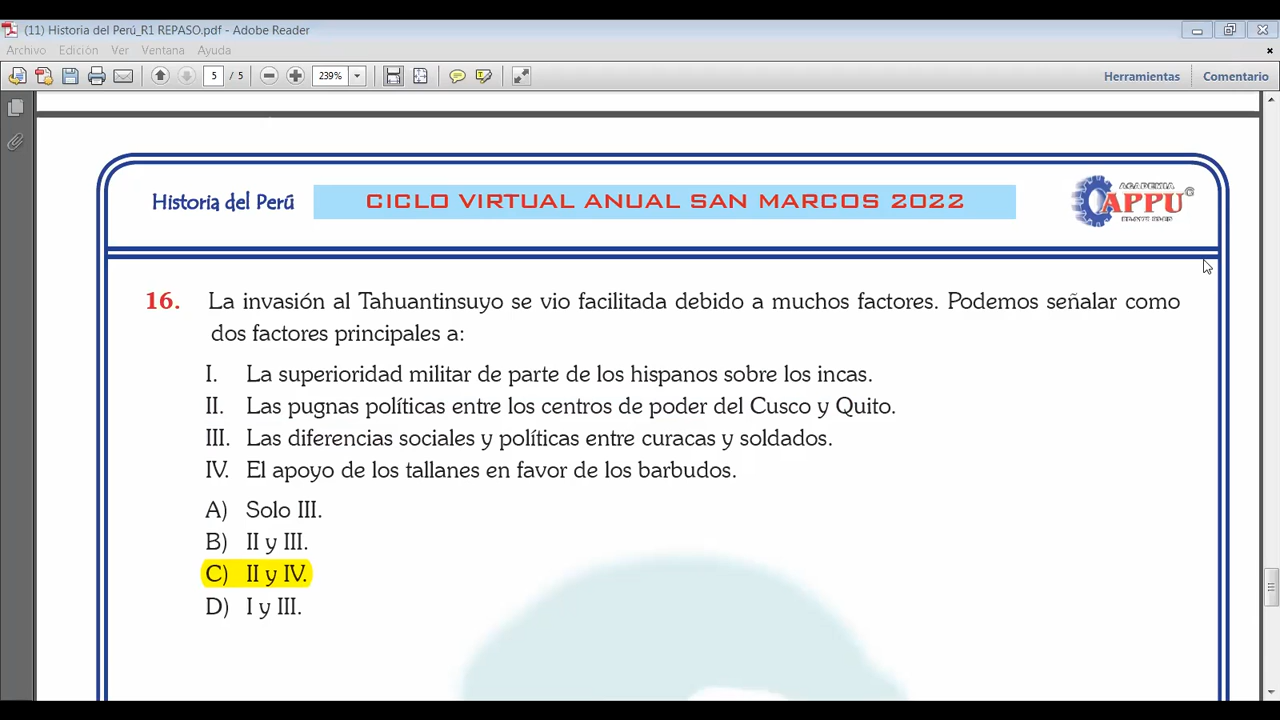 (11) Historia del Perú_R1 REPASO.pdf - Adobe Reader
Archivo Edición Ver Ventana Ayuda
5 / 5 239% Herramientas Comentario
Historia del Perú CICLO VIRTUAL ANUAL SAN MARCOS 2022 ACADEMIA APPU
16. La invasión al Tahuantinsuyo se vio facilitada debido a muchos factores. Podemos señalar como
dos factores principales a:
I. La superioridad militar de parte de los hispanos sobre los incas.
II. Las pugnas políticas entre los centros de poder del Cusco y Quito.
III. Las diferencias sociales y políticas entre curacas y soldados.
IV. El apoyo de los tallanes en favor de los barbudos.
A) Solo III.
B) II y III.
C) II y IV.
D) I y III.